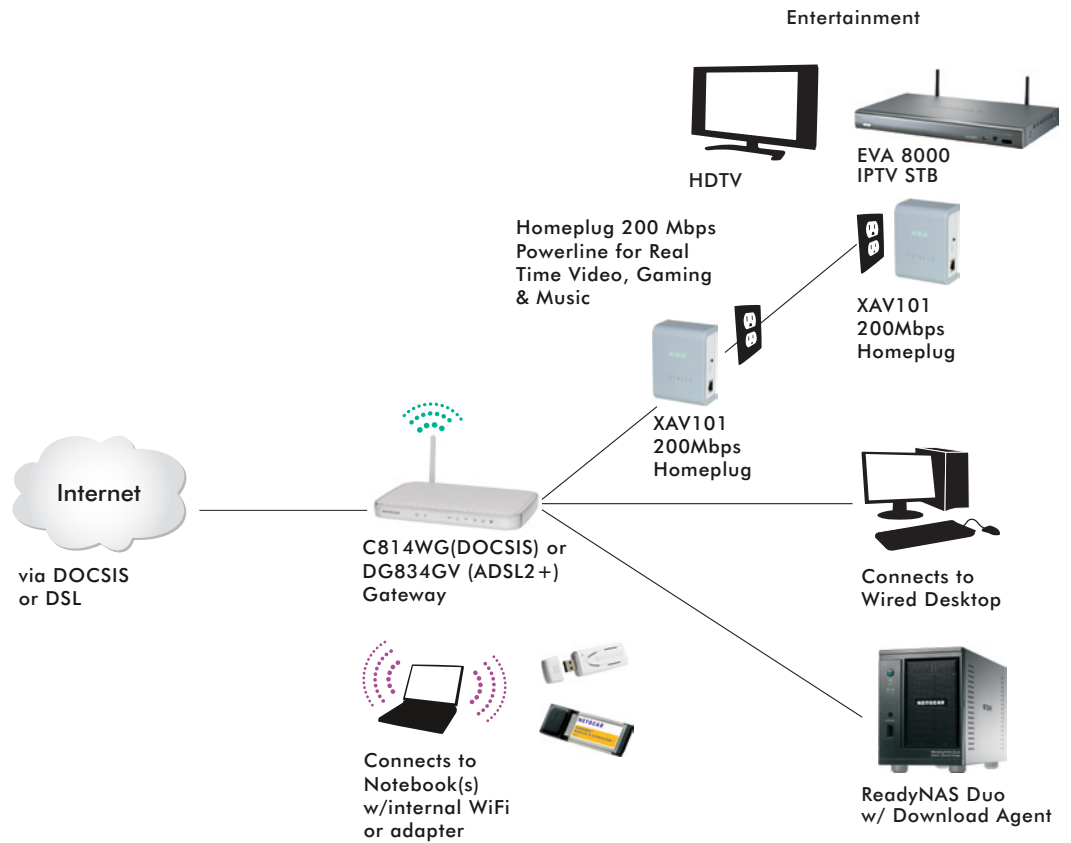 Entertainment
HDTV
EVA 8000
IPTV STB
Homeplug 200 Mbps
Powerline for Real
Time Video, Gaming
& Music
XAV101
200Mbps
Homeplug
XAV101
200Mbps
Homeplug
Internet
via DOCSIS
or DSL
C814WG(DOCSIS) or
DG834GV (ADSL2+)
Gateway
Connects to
Wired Desktop
NETGEAR
NETGEAR
Connects to
Notebook(s)
w/internal WiFi
or adapter
ReadyNAS Duo
w/ Download Agent